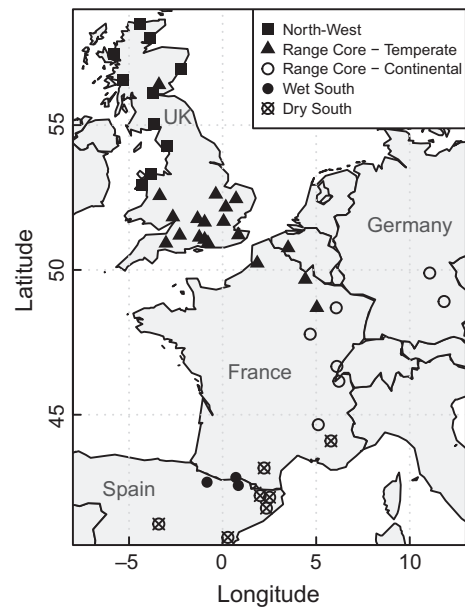 North-West
Range Core − Temperate
Range Core − Continental
Wet South
Dry South
UK
Germany
France
Spain
55
50
45
Latitude
−5
0
5
10
Longitude